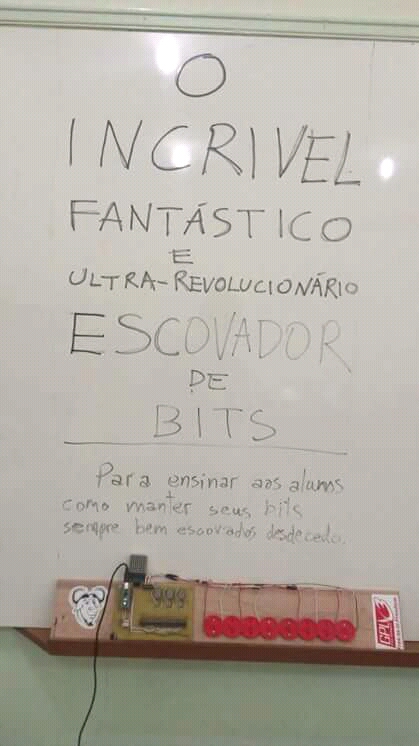 O
INCRIVEL
FANTÁSTICO
E
ULTRA-REVOLUCIONÁRIO
ESCOVADOR
DE
BITS
Para ensinar aos alunos
como manter seus bits
sempre bem escovados desde cedo.